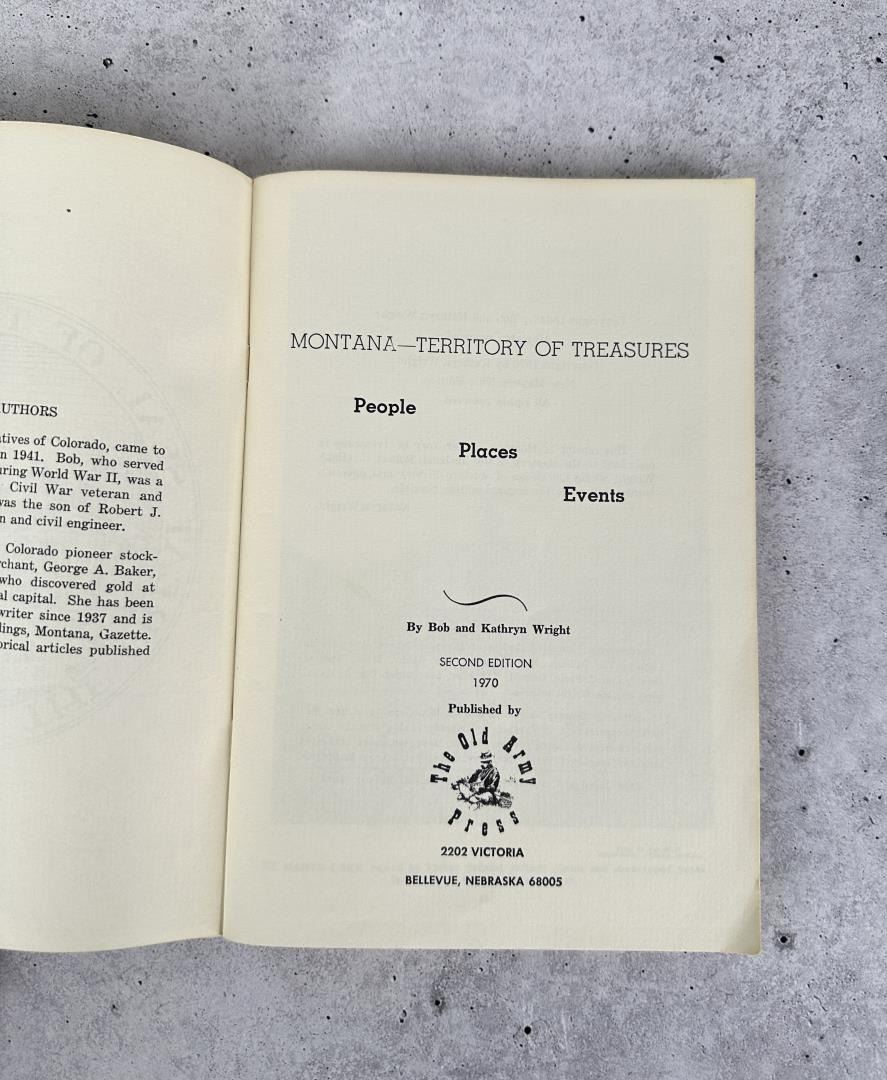 UTHORS
tives of Colorado, came to
n 1941. Bob, who served
uring World War II, was a
Civil War veteran and
was the son of Robert J.
n and civil engineer.
Colorado pioneer stock-
rchant, George A. Baker,
who discovered gold at
al capital. She has been
writer since 1937 and is
lings, Montana, Gazette.
orical articles published
MONTANA—TERRITORY OF TREASURES
People
Places
Events
By Bob and Kathryn Wright
SECOND EDITION
1970
Published by
The Old Army
Press
2202 VICTORIA
BELLEVUE, NEBRASKA 68005